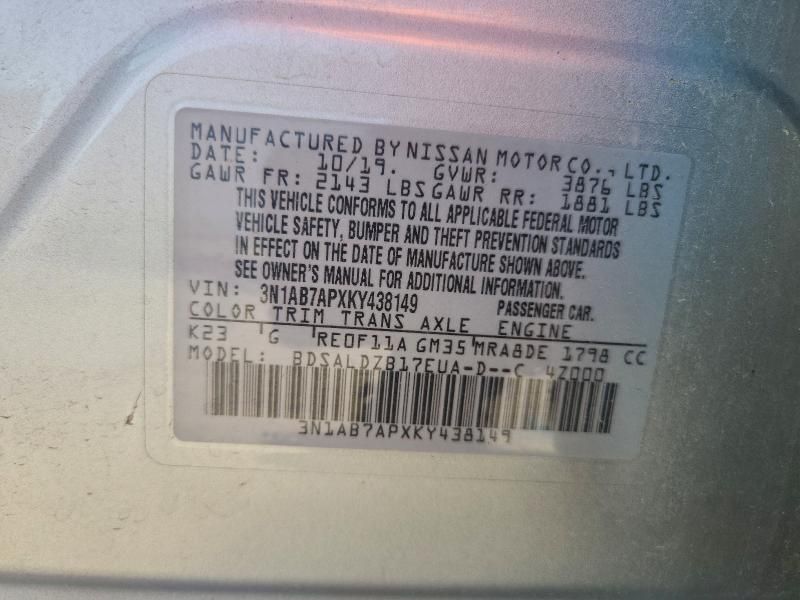 MANUFACTURED BY NISSAN MOTOR CO., LTD.
DATE: 10/19. GVWR: 3876 LBS
GAWR FR: 2143 LBS GAWR RR: 1881 LBS
THIS VEHICLE CONFORMS TO ALL APPLICABLE FEDERAL MOTOR
VEHICLE SAFETY, BUMPER AND THEFT PREVENTION STANDARDS
IN EFFECT ON THE DATE OF MANUFACTURE SHOWN ABOVE.
SEE OWNER'S MANUAL FOR ADDITIONAL INFORMATION.
VIN: 3N1AB7APXKY438149 PASSENGER CAR.
COLOR TRIM TRANS AXLE ENGINE
K23 G RE0F11A GM35 MRA8DE 1798 CC
MODEL: BDSALDZB17EUA-D--C 4Z000
3N1AB7APXKY438149